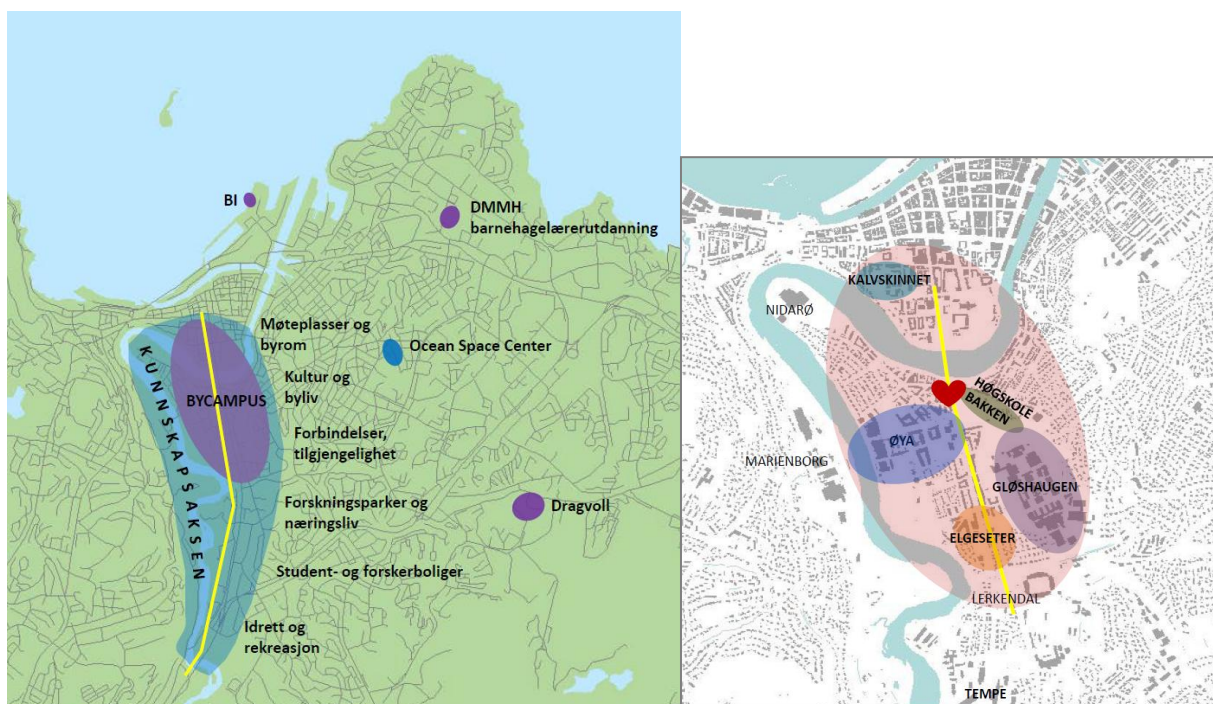 BI
DMMH
barnehagelærerutdanning
Møteplasser og
byrom
Ocean Space Center
Kultur og
byliv
KUNNSKAPSAKSEN
BYCAMPUS
Forbindelser,
tilgjengelighet
Forskningsparker og
næringsliv
Dragvoll
Student- og forskerboliger
Idrett og
rekreasjon
KALVSKINNET
NIDARØ
HØGSKOLE
BAKKEN
ØYA
MARIENBORG
GLØSHAUGEN
ELGESETER
LERKENDAL
TEMPE